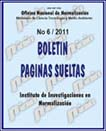 Oficina Nacional de Normalización
Ministerio de Ciencia Tecnología y Medio Ambiente
No 6 / 2011
BOLETIN
PAGINAS SUELTAS
Instituto de Investigaciones en
Normalización